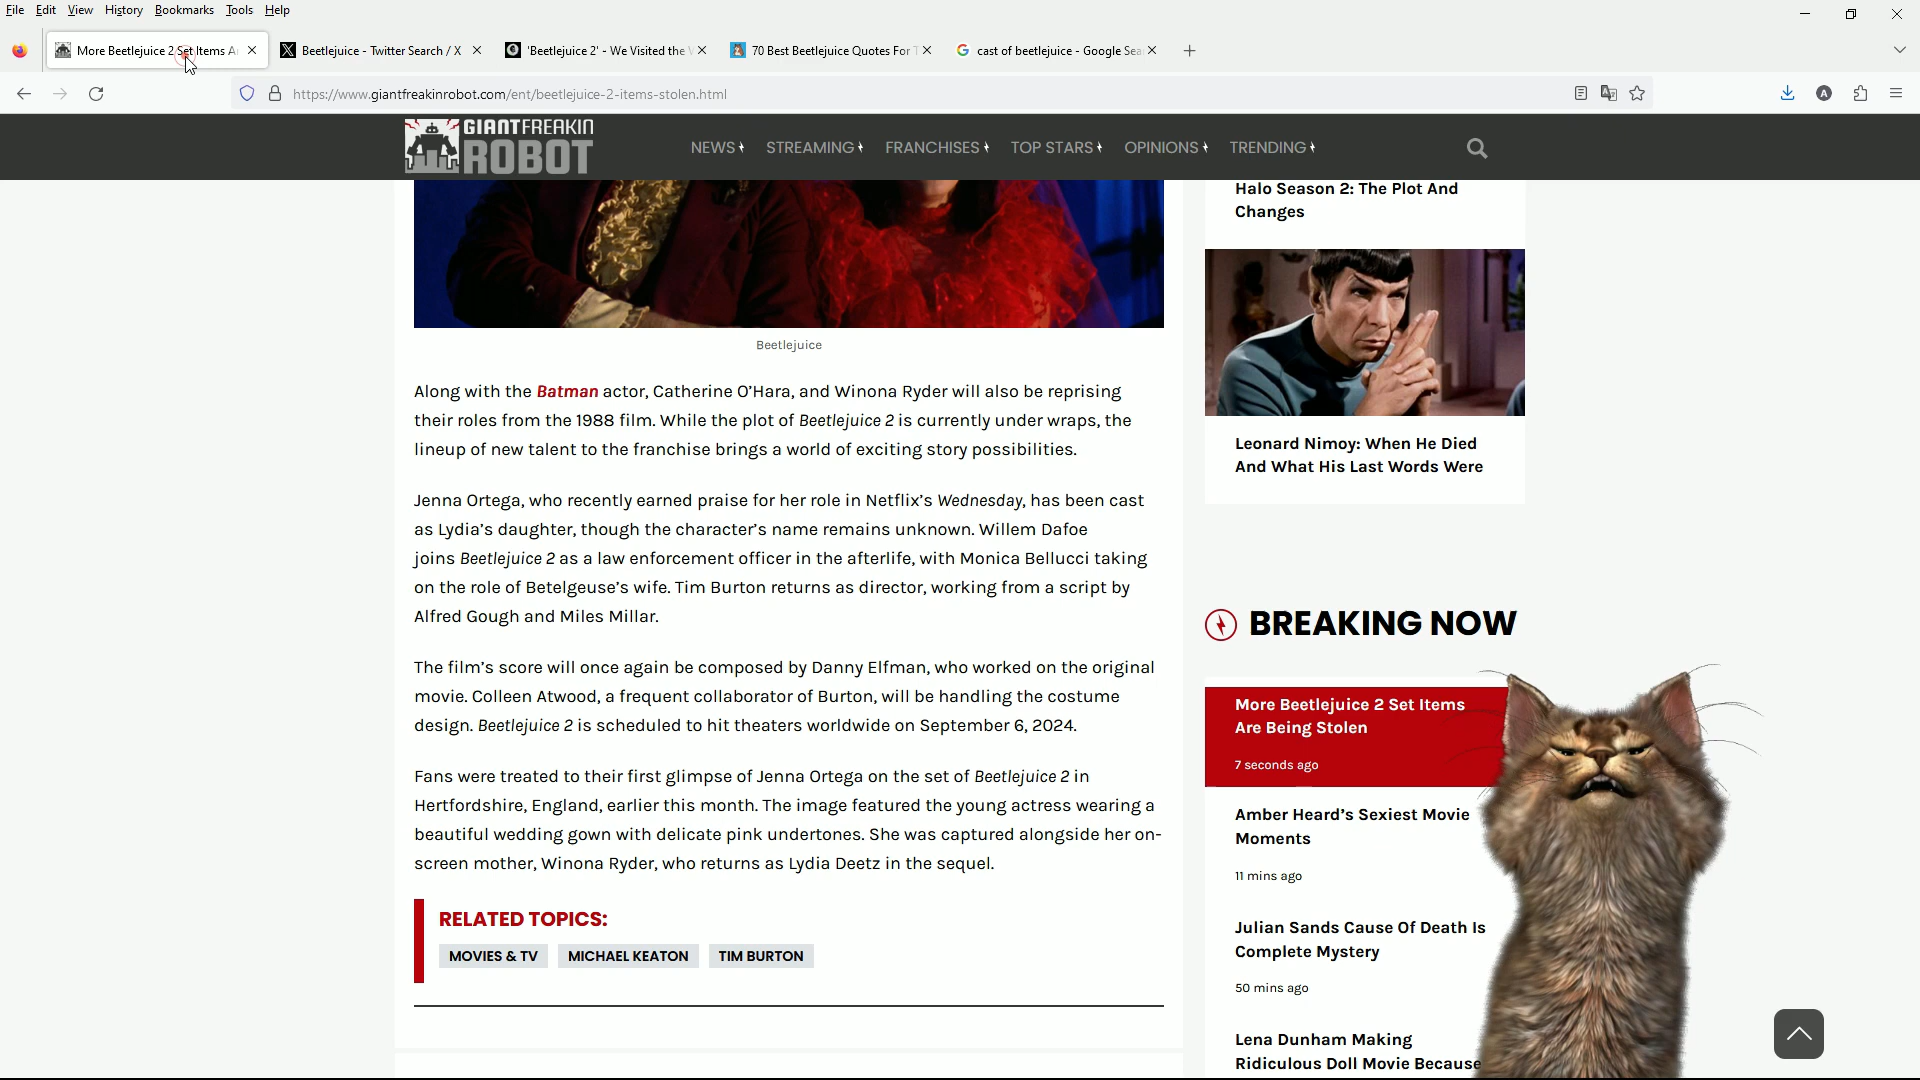 File Edit View History Bookmarks Tools Help
More Beetlejuice 2 Set Items A
Beetlejuice - Twitter Search / X
'Beetlejuice 2' - We Visited the
70 Best Beetlejuice Quotes For
cast of beetlejuice - Google Sea
https://www.giantfreakinrobot.com/ent/beetlejuice-2-items-stolen.html
GIANT FREAKIN
ROBOT
NEWS STREAMING FRANCHISES TOP STARS OPINIONS TRENDING
Beetlejuice
Along with the Batman actor, Catherine O’Hara, and Winona Ryder will also be reprising
their roles from the 1988 film. While the plot of Beetlejuice 2 is currently under wraps, the
lineup of new talent to the franchise brings a world of exciting story possibilities.
Jenna Ortega, who recently earned praise for her role in Netflix’s Wednesday, has been cast
as Lydia’s daughter, though the character’s name remains unknown. Willem Dafoe
joins Beetlejuice 2 as a law enforcement officer in the afterlife, with Monica Bellucci taking
on the role of Betelgeuse’s wife. Tim Burton returns as director, working from a script by
Alfred Gough and Miles Millar.
The film’s score will once again be composed by Danny Elfman, who worked on the original
movie. Colleen Atwood, a frequent collaborator of Burton, will be handling the costume
design. Beetlejuice 2 is scheduled to hit theaters worldwide on September 6, 2024.
Fans were treated to their first glimpse of Jenna Ortega on the set of Beetlejuice 2 in
Hertfordshire, England, earlier this month. The image featured the young actress wearing a
beautiful wedding gown with delicate pink undertones. She was captured alongside her on-
screen mother, Winona Ryder, who returns as Lydia Deetz in the sequel.
RELATED TOPICS:
MOVIES & TV MICHAEL KEATON TIM BURTON
Halo Season 2: The Plot And
Changes
Leonard Nimoy: When He Died
And What His Last Words Were
BREAKING NOW
More Beetlejuice 2 Set Items
Are Being Stolen
7 seconds ago
Amber Heard’s Sexiest Movie
Moments
11 mins ago
Julian Sands Cause Of Death Is
Complete Mystery
50 mins ago
Lena Dunham Making
Ridiculous Doll Movie Because